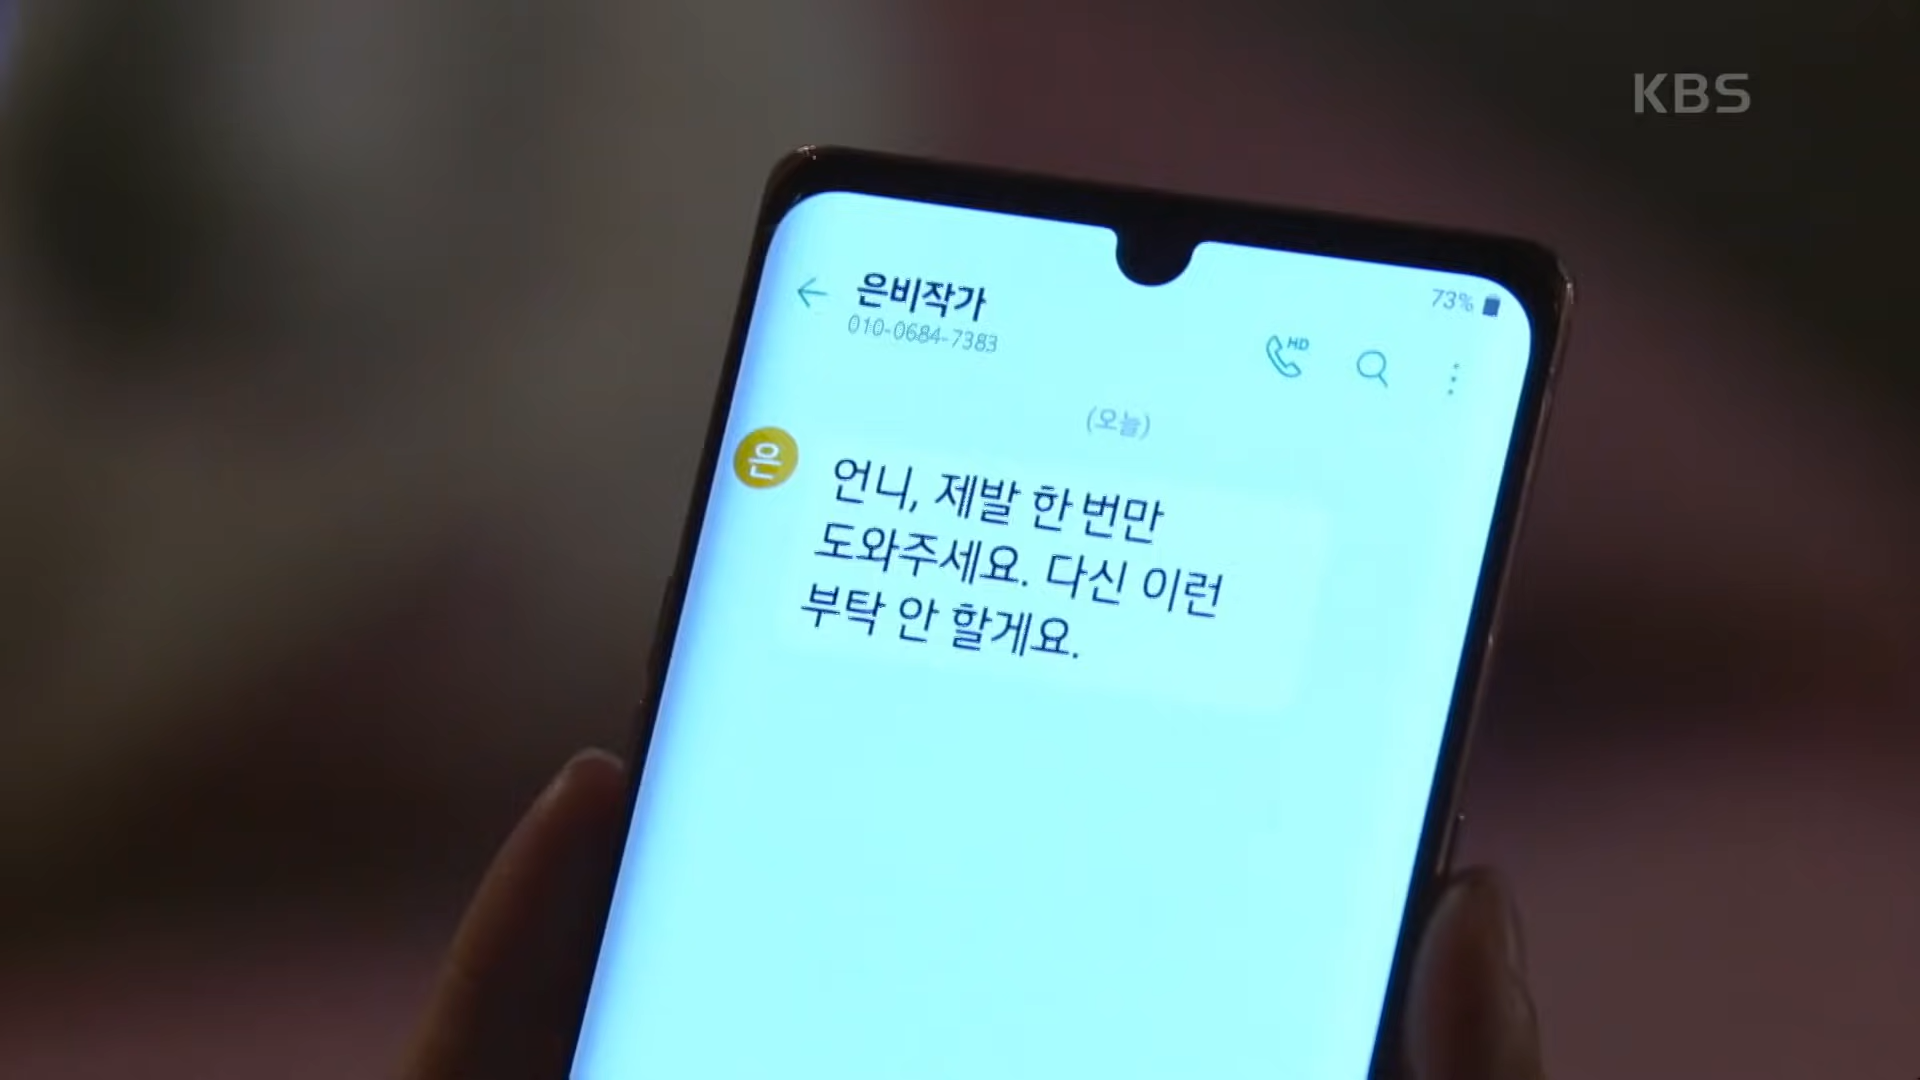 KBS
73%
은비작가
010-0684-7383
HD
(오늘)
은
언니, 제발 한 번만
도와주세요. 다신 이런
부탁 안 할게요.